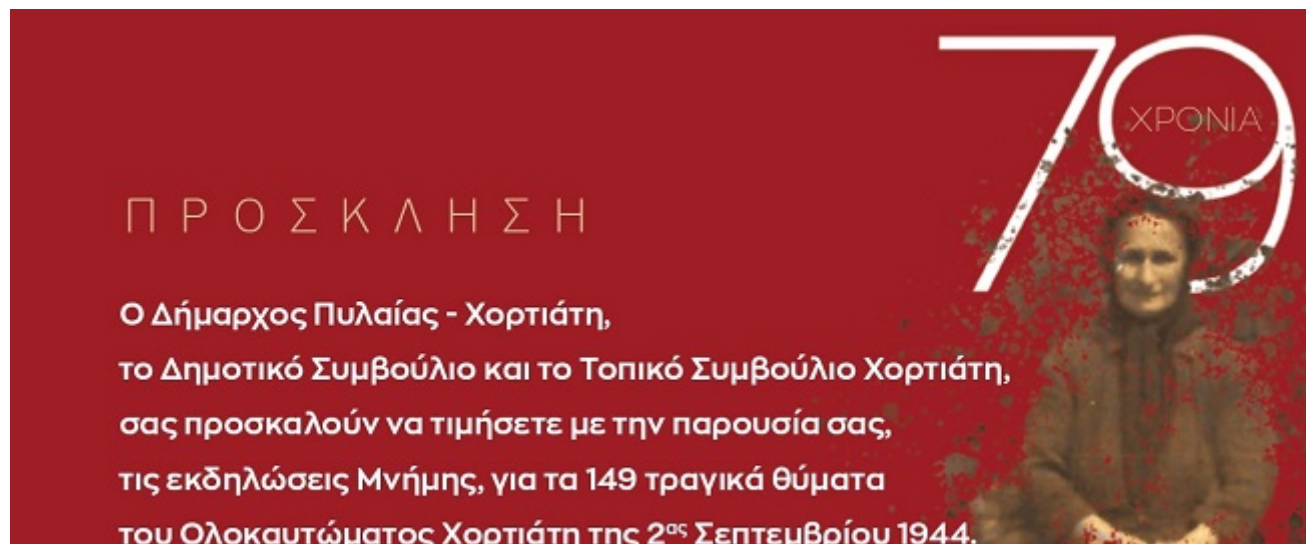 79
ΧΡΟΝΙΑ
ΠΡΟΣΚΛΗΣΗ
Ο Δήμαρχος Πυλαίας - Χορτιάτη,
το Δημοτικό Συμβούλιο και το Τοπικό Συμβούλιο Χορτιάτη,
σας προσκαλούν να τιμήσετε με την παρουσία σας,
τις εκδηλώσεις Μνήμης, για τα 149 τραγικά θύματα
του Ολοκαυτώματος Χορτιάτη της 2ας Σεπτεμβρίου 1944.